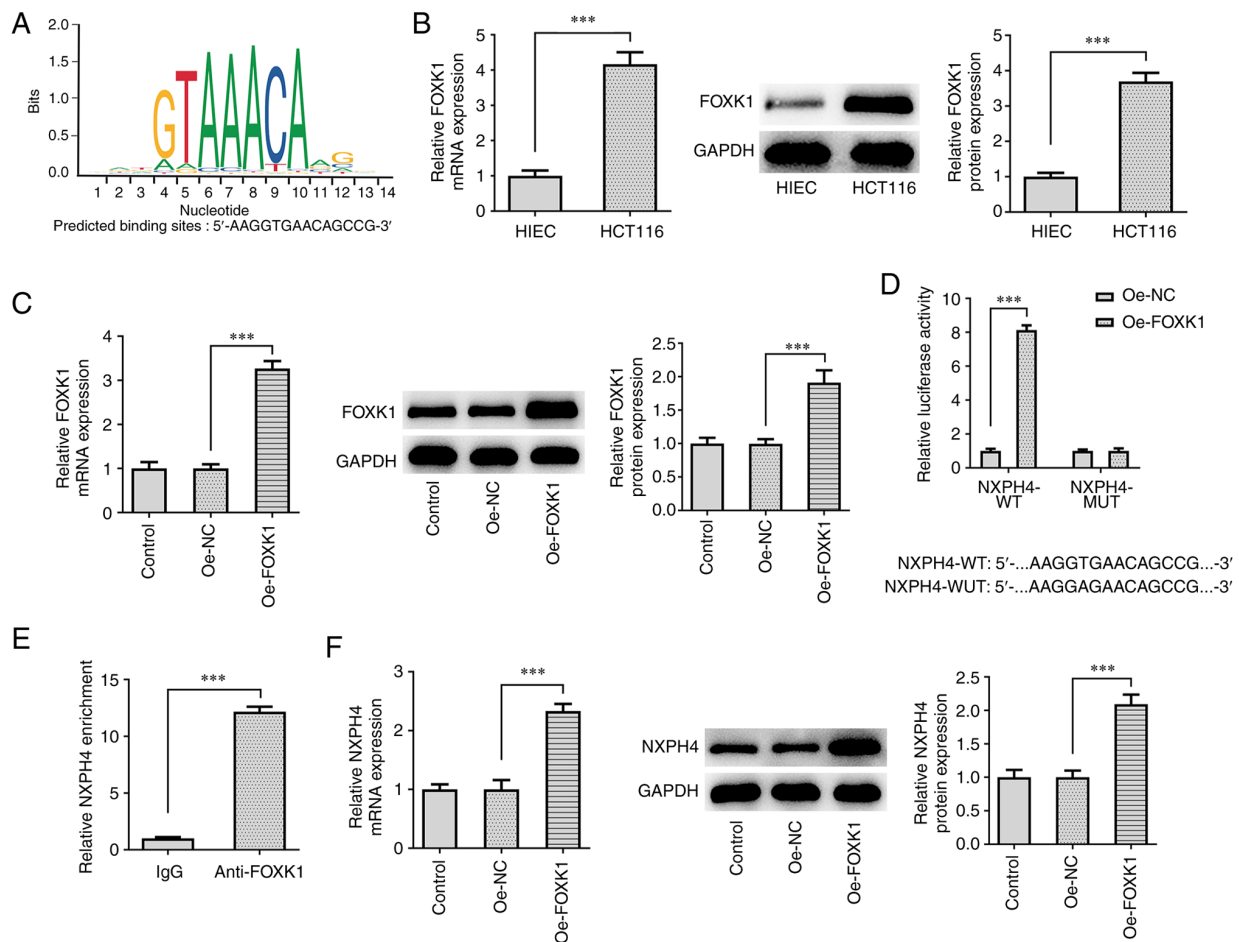 A
2.0
1.5
1.0
0.5
0.0
Bits
GTAAACA
1 2 3 4 5 6 7 8 9 10 11 12 13 14
Nucleotide
Predicted binding sites : 5′-AAGGTGAACAGCCG-3′
B
Relative FOXK1
mRNA expression
5
4
3
2
1
0
***
HIEC HCT116
FOXK1
GAPDH
HIEC HCT116
Relative FOXK1
protein expression
5
4
3
2
1
0
***
HIEC HCT116
C
Relative FOXK1
mRNA expression
4
3
2
1
0
***
Control
Oe-NC
Oe-FOXK1
FOXK1
GAPDH
Control
Oe-NC
Oe-FOXK1
Relative FOXK1
protein expression
2.5
2.0
1.5
1.0
0.5
0.0
***
Control
Oe-NC
Oe-FOXK1
D
Relative luciferase activity
10
8
6
4
2
0
***
Oe-NC
Oe-FOXK1
NXPH4-
WT
NXPH4-
MUT
NXPH4-WT: 5′-...AAGGTGAACAGCCG...-3′
NXPH4-WUT: 5′-...AAGGAGAACAGCCG...-3′
E
Relative NXPH4 enrichment
15
10
5
0
***
IgG Anti-FOXK1
F
Relative NXPH4
mRNA expression
3
2
1
0
***
Control
Oe-NC
Oe-FOXK1
NXPH4
GAPDH
Control
Oe-NC
Oe-FOXK1
Relative NXPH4
protein expression
2.5
2.0
1.5
1.0
0.5
0.0
***
Control
Oe-NC
Oe-FOXK1